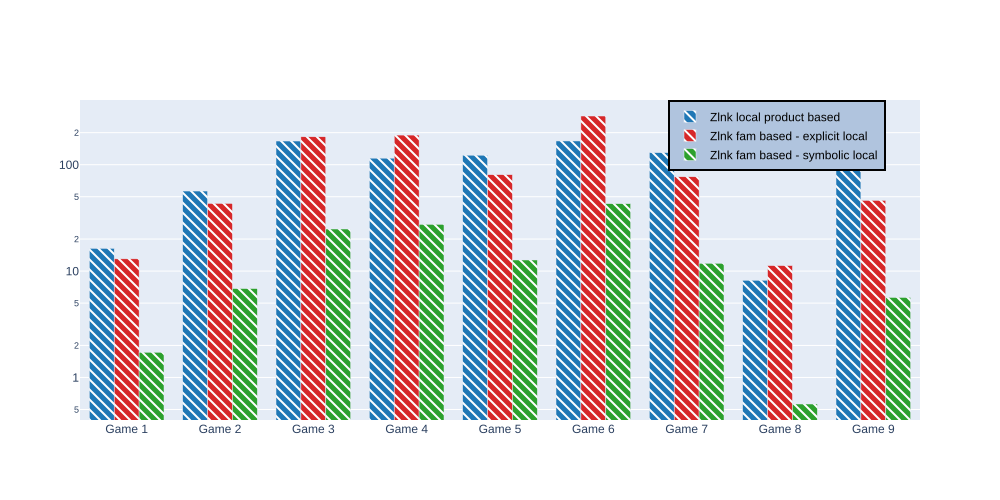 Zlnk local product based
Zlnk fam based - explicit local
Zlnk fam based - symbolic local
2
100
5
2
10
5
2
1
5
Game 1 Game 2 Game 3 Game 4 Game 5 Game 6 Game 7 Game 8 Game 9